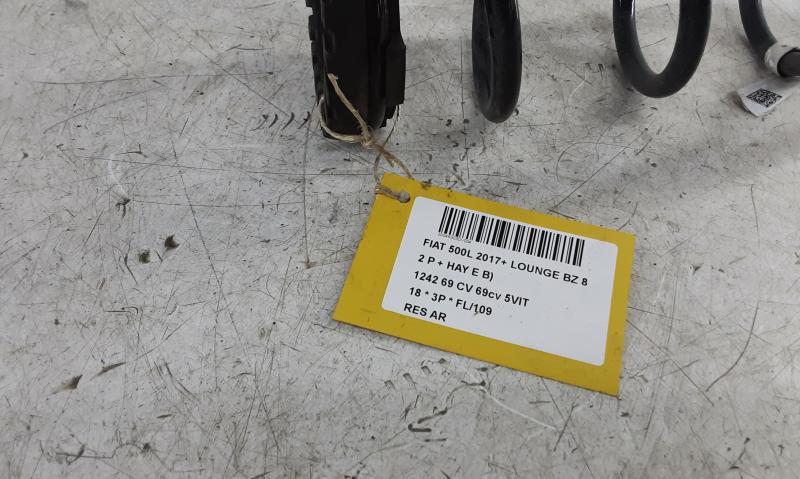 FIAT 500L 2017+ LOUNGE BZ 8
2 P + HAY E B)
1242 69 CV 69cv 5VIT
18 * 3P * FL/109
RES AR